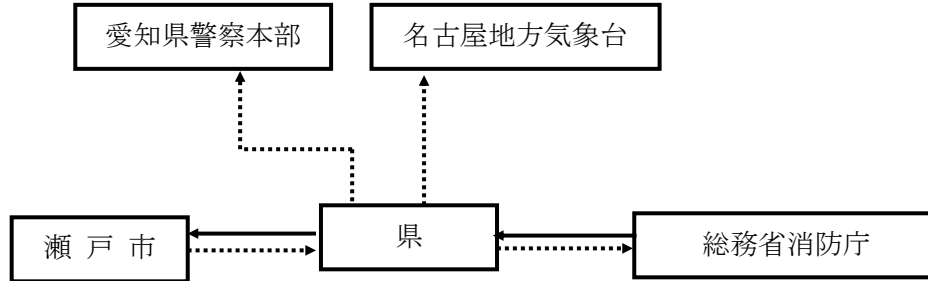 愛知県警察本部
名古屋地方気象台
瀬 戸 市
県
総務省消防庁